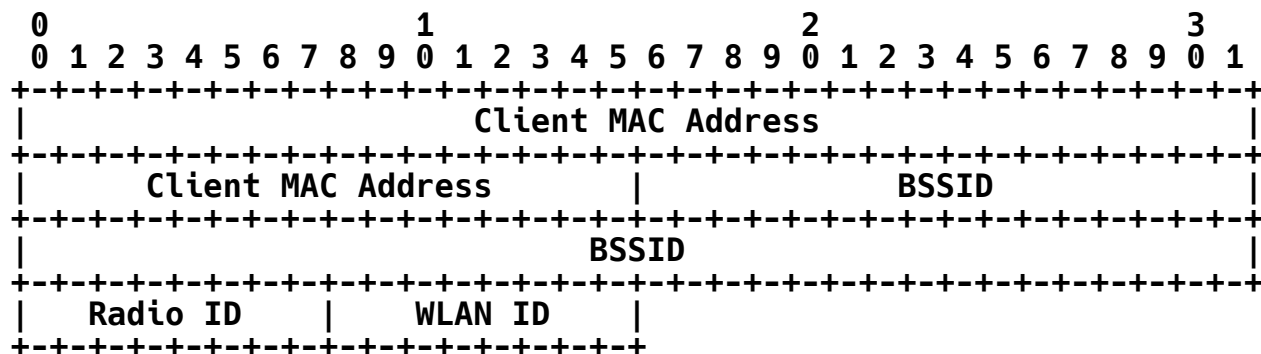 0                   1                   2                   3
 0 1 2 3 4 5 6 7 8 9 0 1 2 3 4 5 6 7 8 9 0 1 2 3 4 5 6 7 8 9 0 1
+-+-+-+-+-+-+-+-+-+-+-+-+-+-+-+-+-+-+-+-+-+-+-+-+-+-+-+-+-+-+-+-+
|                       Client MAC Address                      |
+-+-+-+-+-+-+-+-+-+-+-+-+-+-+-+-+-+-+-+-+-+-+-+-+-+-+-+-+-+-+-+-+
|      Client MAC Address       |             BSSID             |
+-+-+-+-+-+-+-+-+-+-+-+-+-+-+-+-+-+-+-+-+-+-+-+-+-+-+-+-+-+-+-+-+
|                             BSSID                             |
+-+-+-+-+-+-+-+-+-+-+-+-+-+-+-+-+-+-+-+-+-+-+-+-+-+-+-+-+-+-+-+-+
|   Radio ID    |    WLAN ID    |
+-+-+-+-+-+-+-+-+-+-+-+-+-+-+-+-+